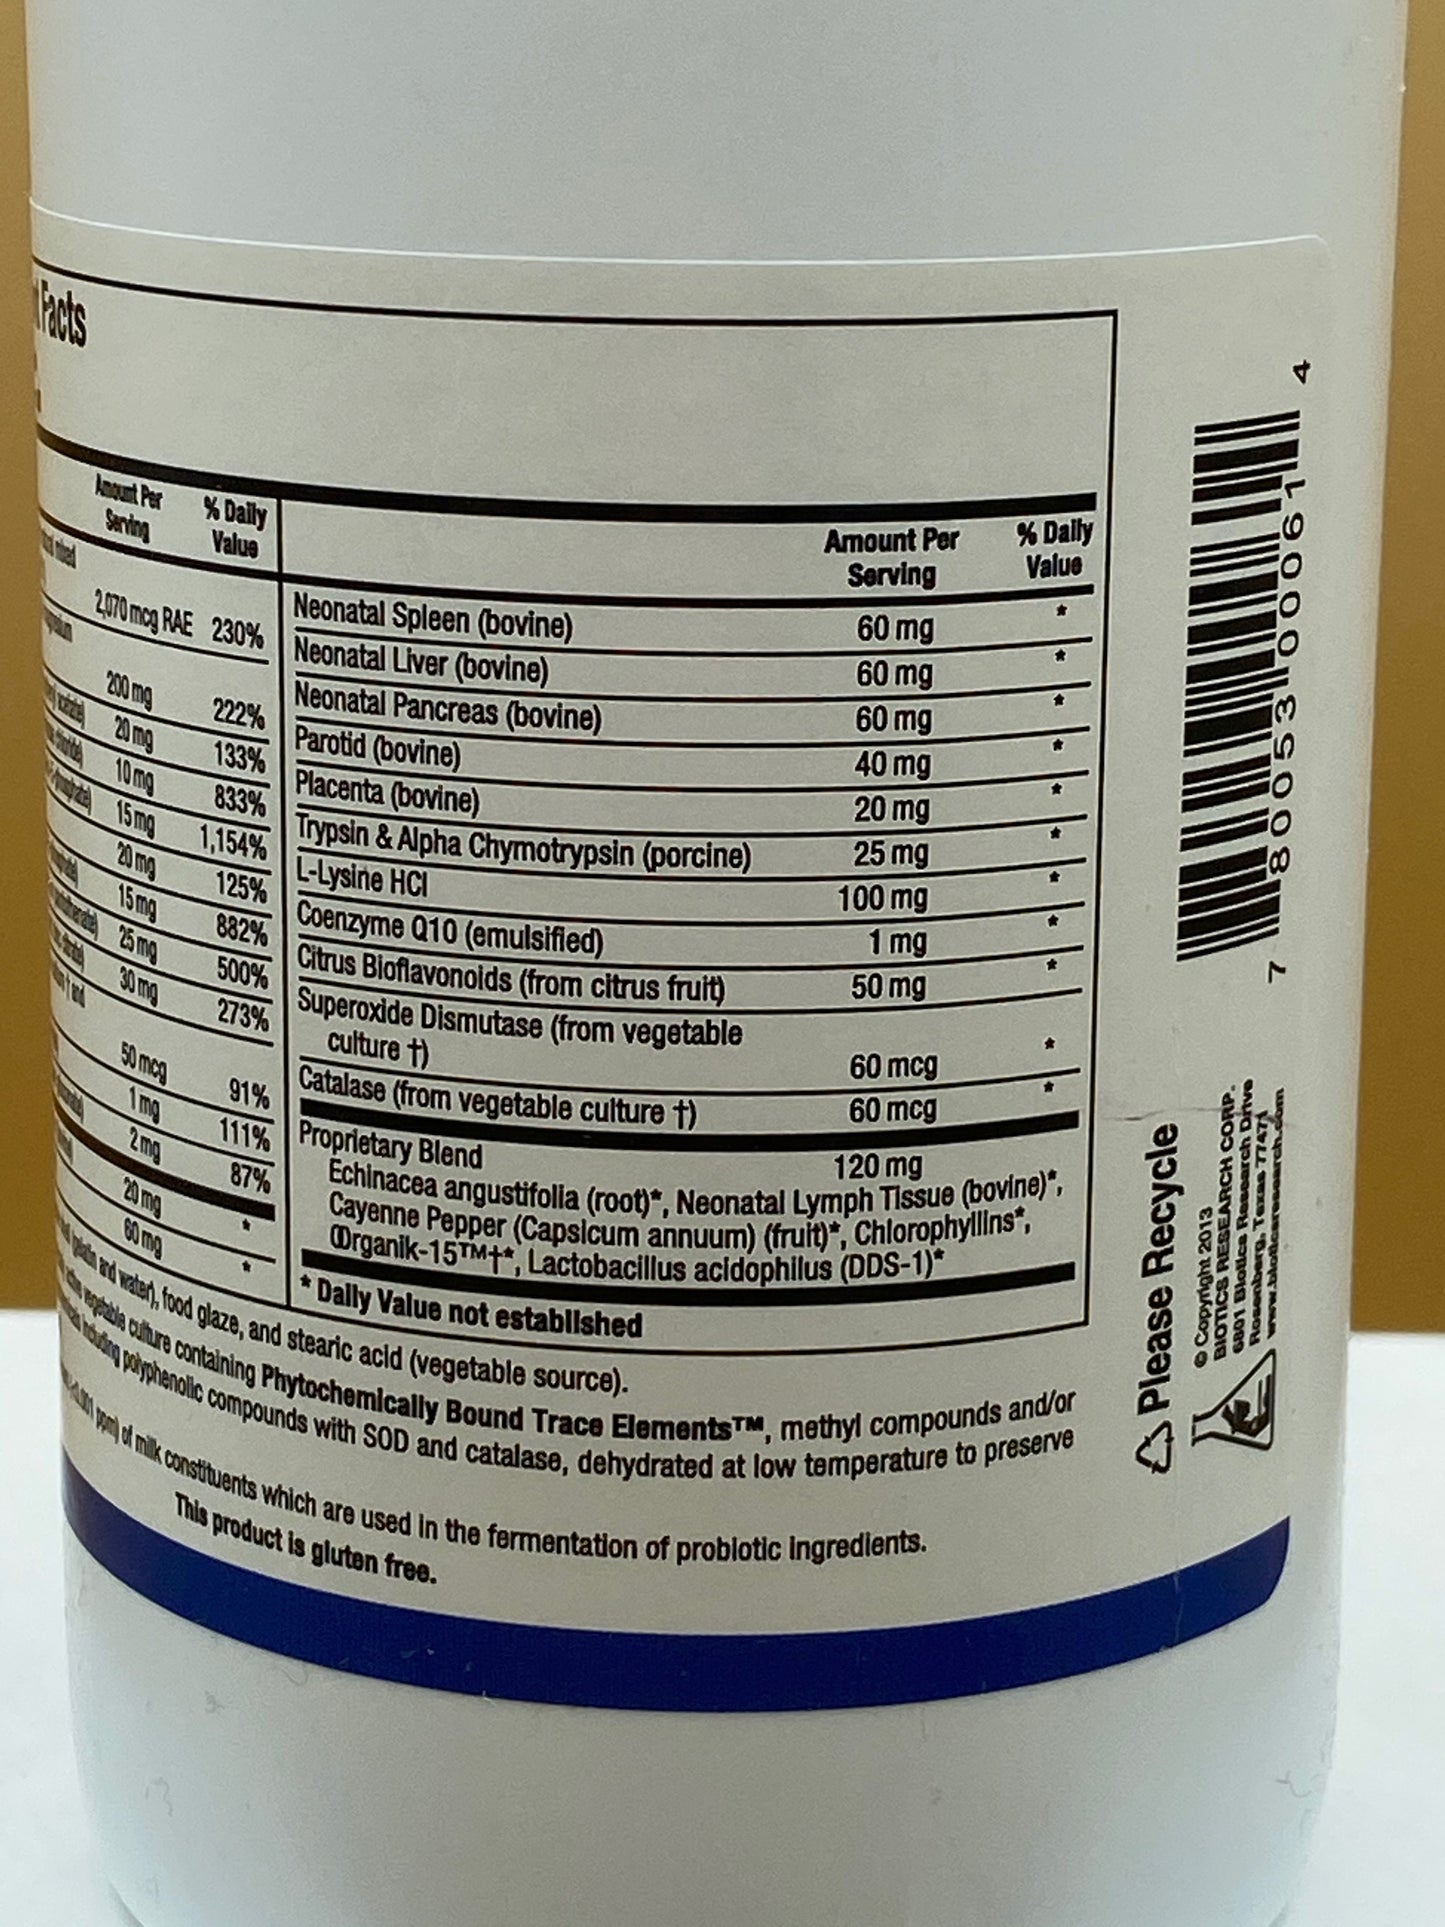 Facts
Amount Per
Serving
% Daily
Value
2,070 mcg RAE 230%
200 mg 222%
20 mg 133%
10 mg 833%
15 mg 1,154%
20 mg 125%
15 mg 882%
25 mg 500%
30 mg 273%
50 mcg 91%
1 mg 111%
2 mg 87%
20 mg *
60 mg *
Amount Per
Serving
% Daily
Value
Neonatal Spleen (bovine) 60 mg *
Neonatal Liver (bovine) 60 mg *
Neonatal Pancreas (bovine) 60 mg *
Parotid (bovine) 40 mg *
Placenta (bovine) 20 mg *
Trypsin & Alpha Chymotrypsin (porcine) 25 mg *
L-Lysine HCl 100 mg *
Coenzyme Q10 (emulsified) 1 mg *
Citrus Bioflavonoids (from citrus fruit) 50 mg *
Superoxide Dismutase (from vegetable
culture †) 60 mcg *
Catalase (from vegetable culture †) 60 mcg *
Proprietary Blend 120 mg
Echinacea angustifolia (root)*, Neonatal Lymph Tissue (bovine)*,
Cayenne Pepper (Capsicum annuum) (fruit)*, Chlorophyllins*,
Organik-15™†*, Lactobacillus acidophilus (DDS-1)*
* Daily Value not established
(gelatin and water), food glaze, and stearic acid (vegetable source).
vegetable culture containing Phytochemically Bound Trace Elements™, methyl compounds and/or
including polyphenolic compounds with SOD and catalase, dehydrated at low temperature to preserve
ppm) of milk constituents which are used in the fermentation of probiotic ingredients.
This product is gluten free.
7 80053 00061 4
Please Recycle
© Copyright 2013
BIOTICS RESEARCH CORP.
6801 Biotics Research Drive
Rosenberg, Texas 77471
www.bioticsresearch.com